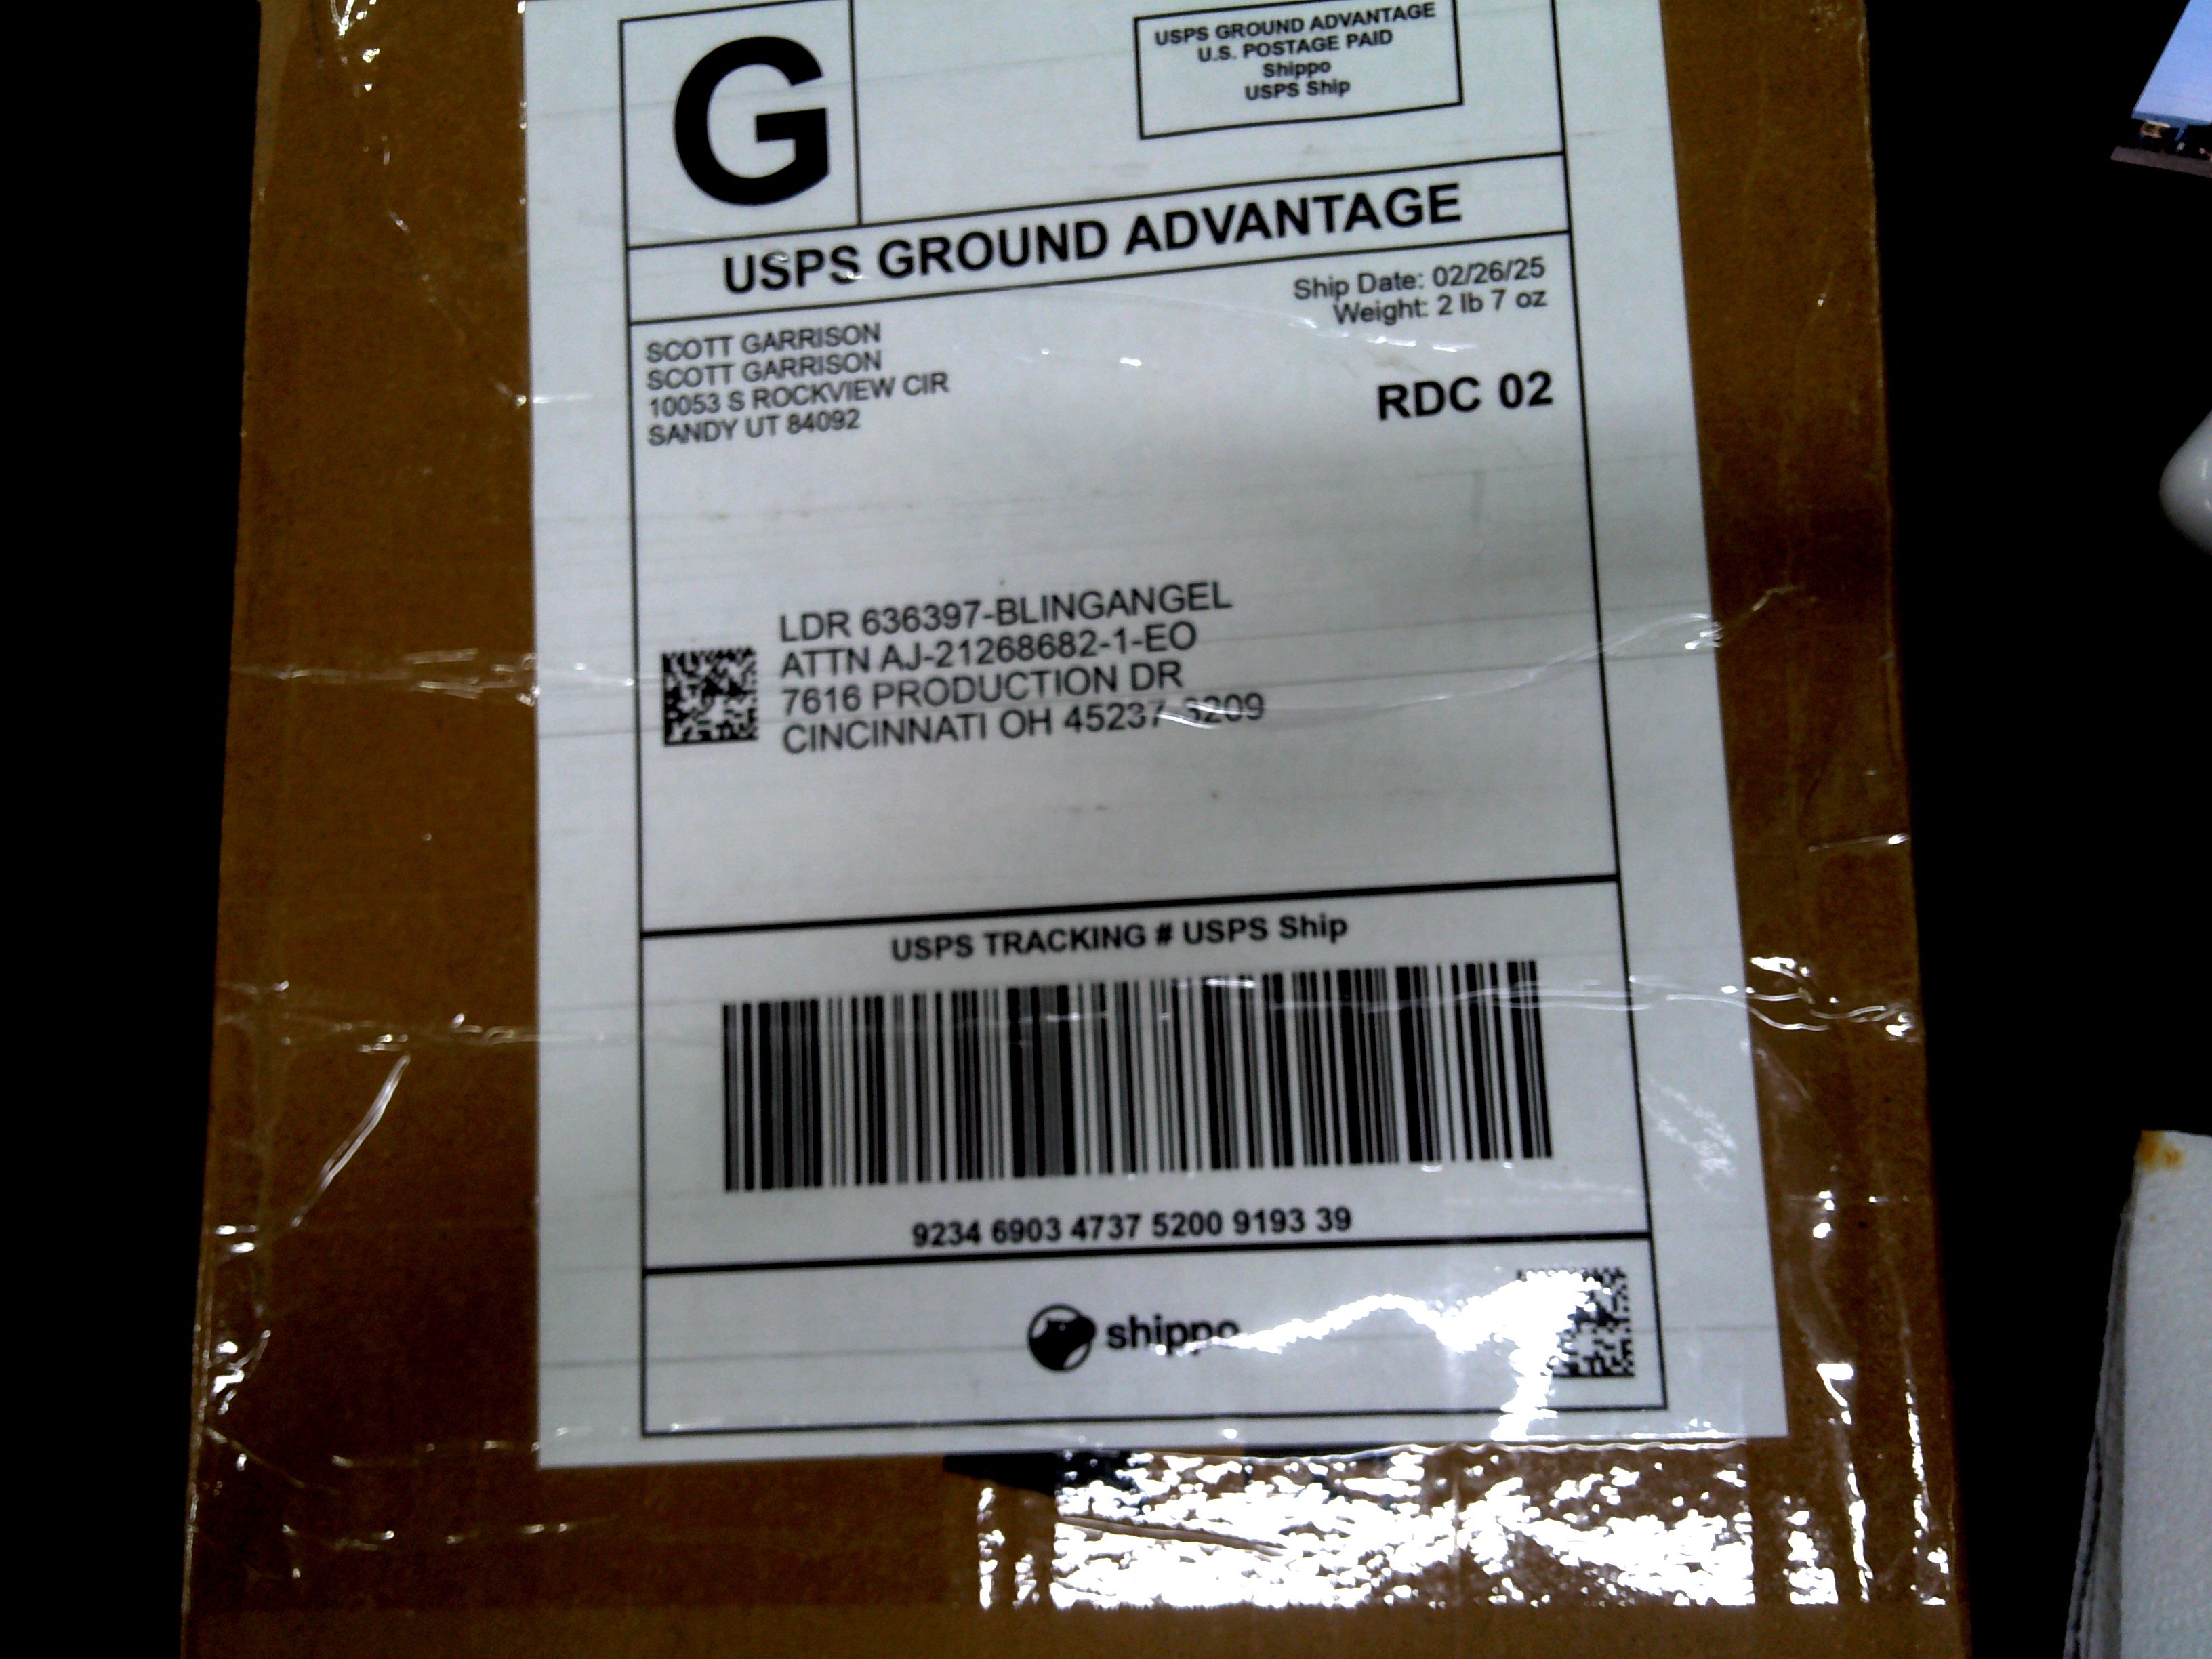 G
USPS GROUND ADVANTAGE
U.S. POSTAGE PAID
Shippo
USPS Ship
USPS GROUND ADVANTAGE
Ship Date: 02/26/25
Weight: 2 lb 7 oz
SCOTT GARRISON
SCOTT GARRISON
10053 S ROCKVIEW CIR
SANDY UT 84092
RDC 02
LDR 636397-BLINGANGEL
ATTN AJ-21268682-1-EO
7616 PRODUCTION DR
CINCINNATI OH 45237-3209
USPS TRACKING # USPS Ship
9234 6903 4737 5200 9193 39
shippo